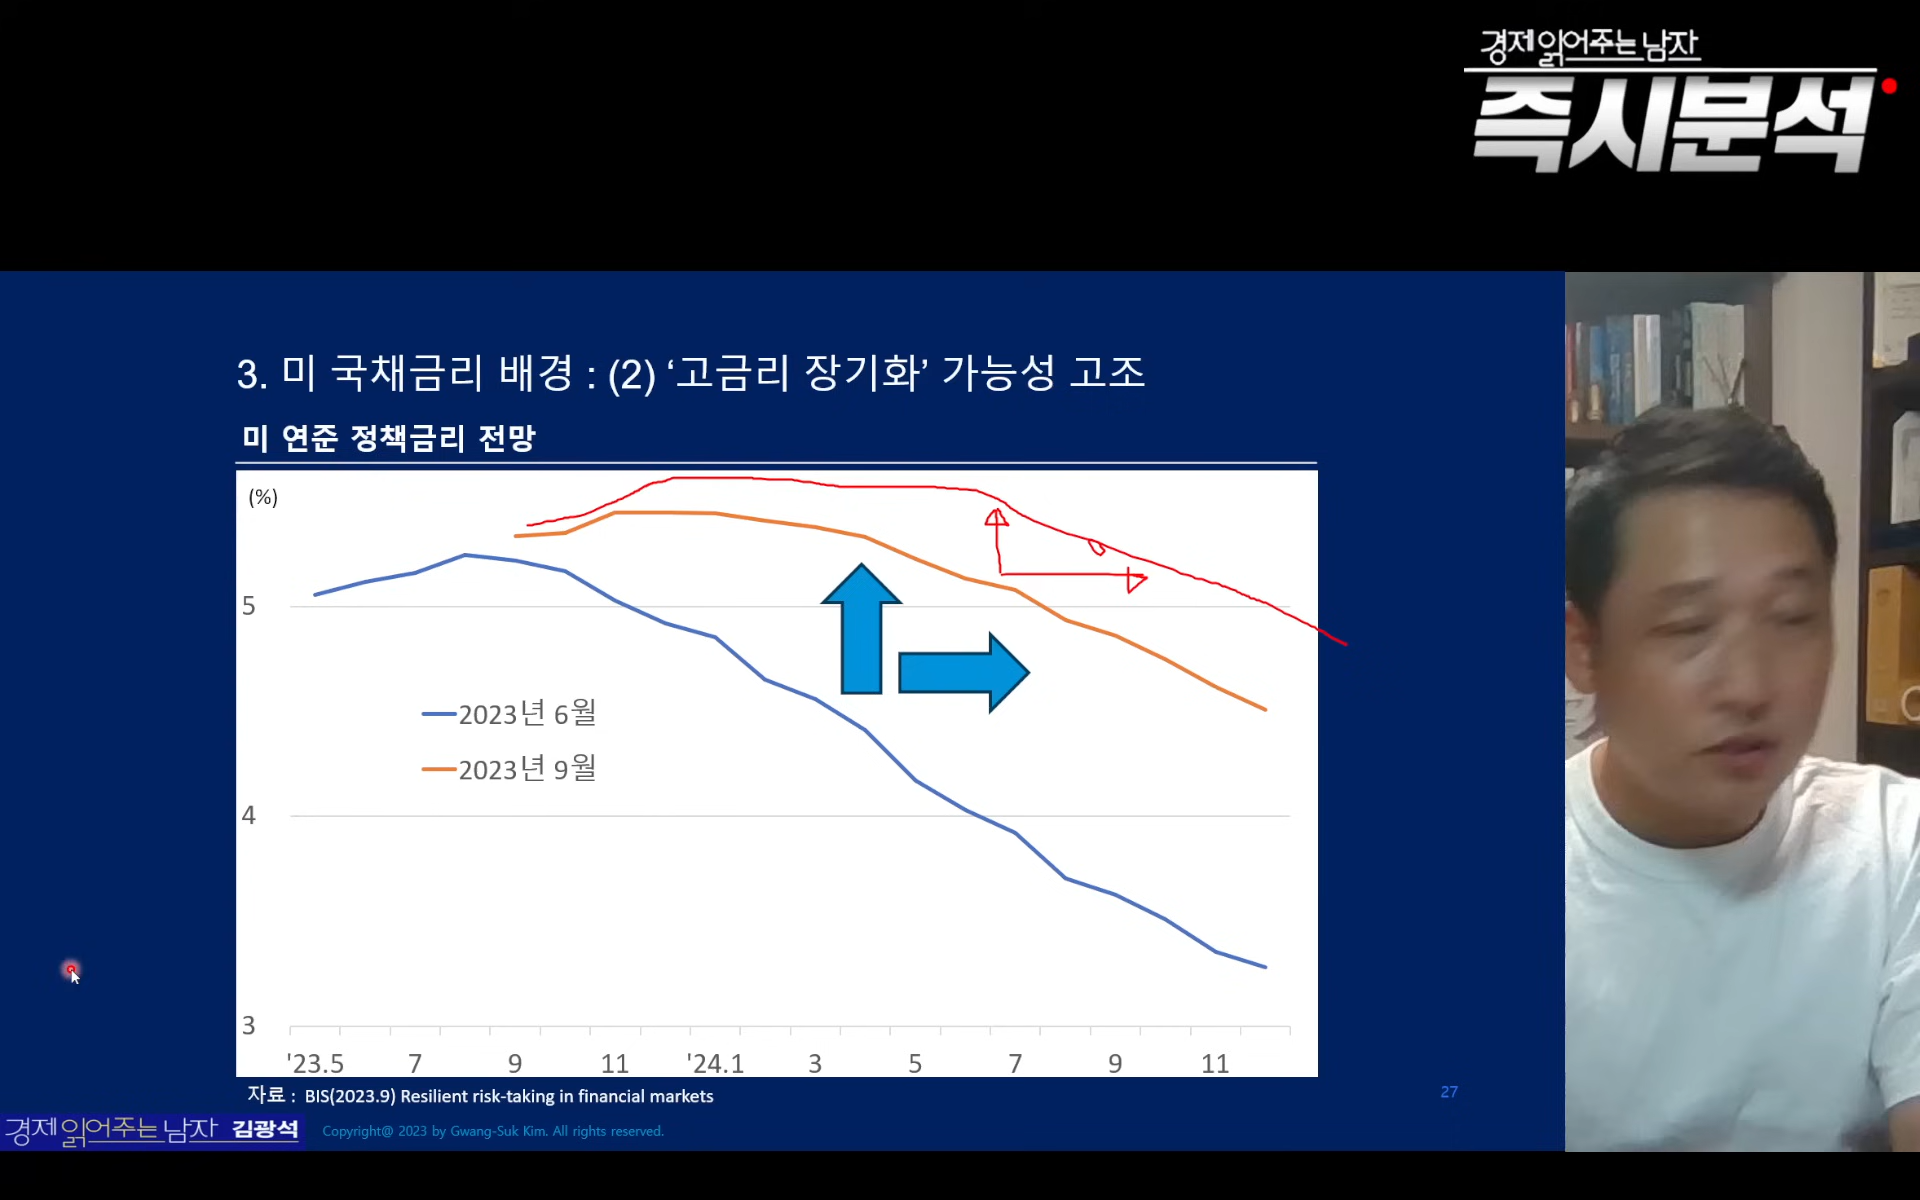 경제읽어주는남자
즉시분석
3. 미 국채금리 배경 : (2) ‘고금리 장기화’ 가능성 고조
미 연준 정책금리 전망
(%)
5
4
3
2023년 6월
2023년 9월
'23.5 7 9 11 '24.1 3 5 7 9 11
자료 : BIS(2023.9) Resilient risk-taking in financial markets
27
경제읽어주는남자 김광석 Copyright@ 2023 by Gwang-Suk Kim. All rights reserved.